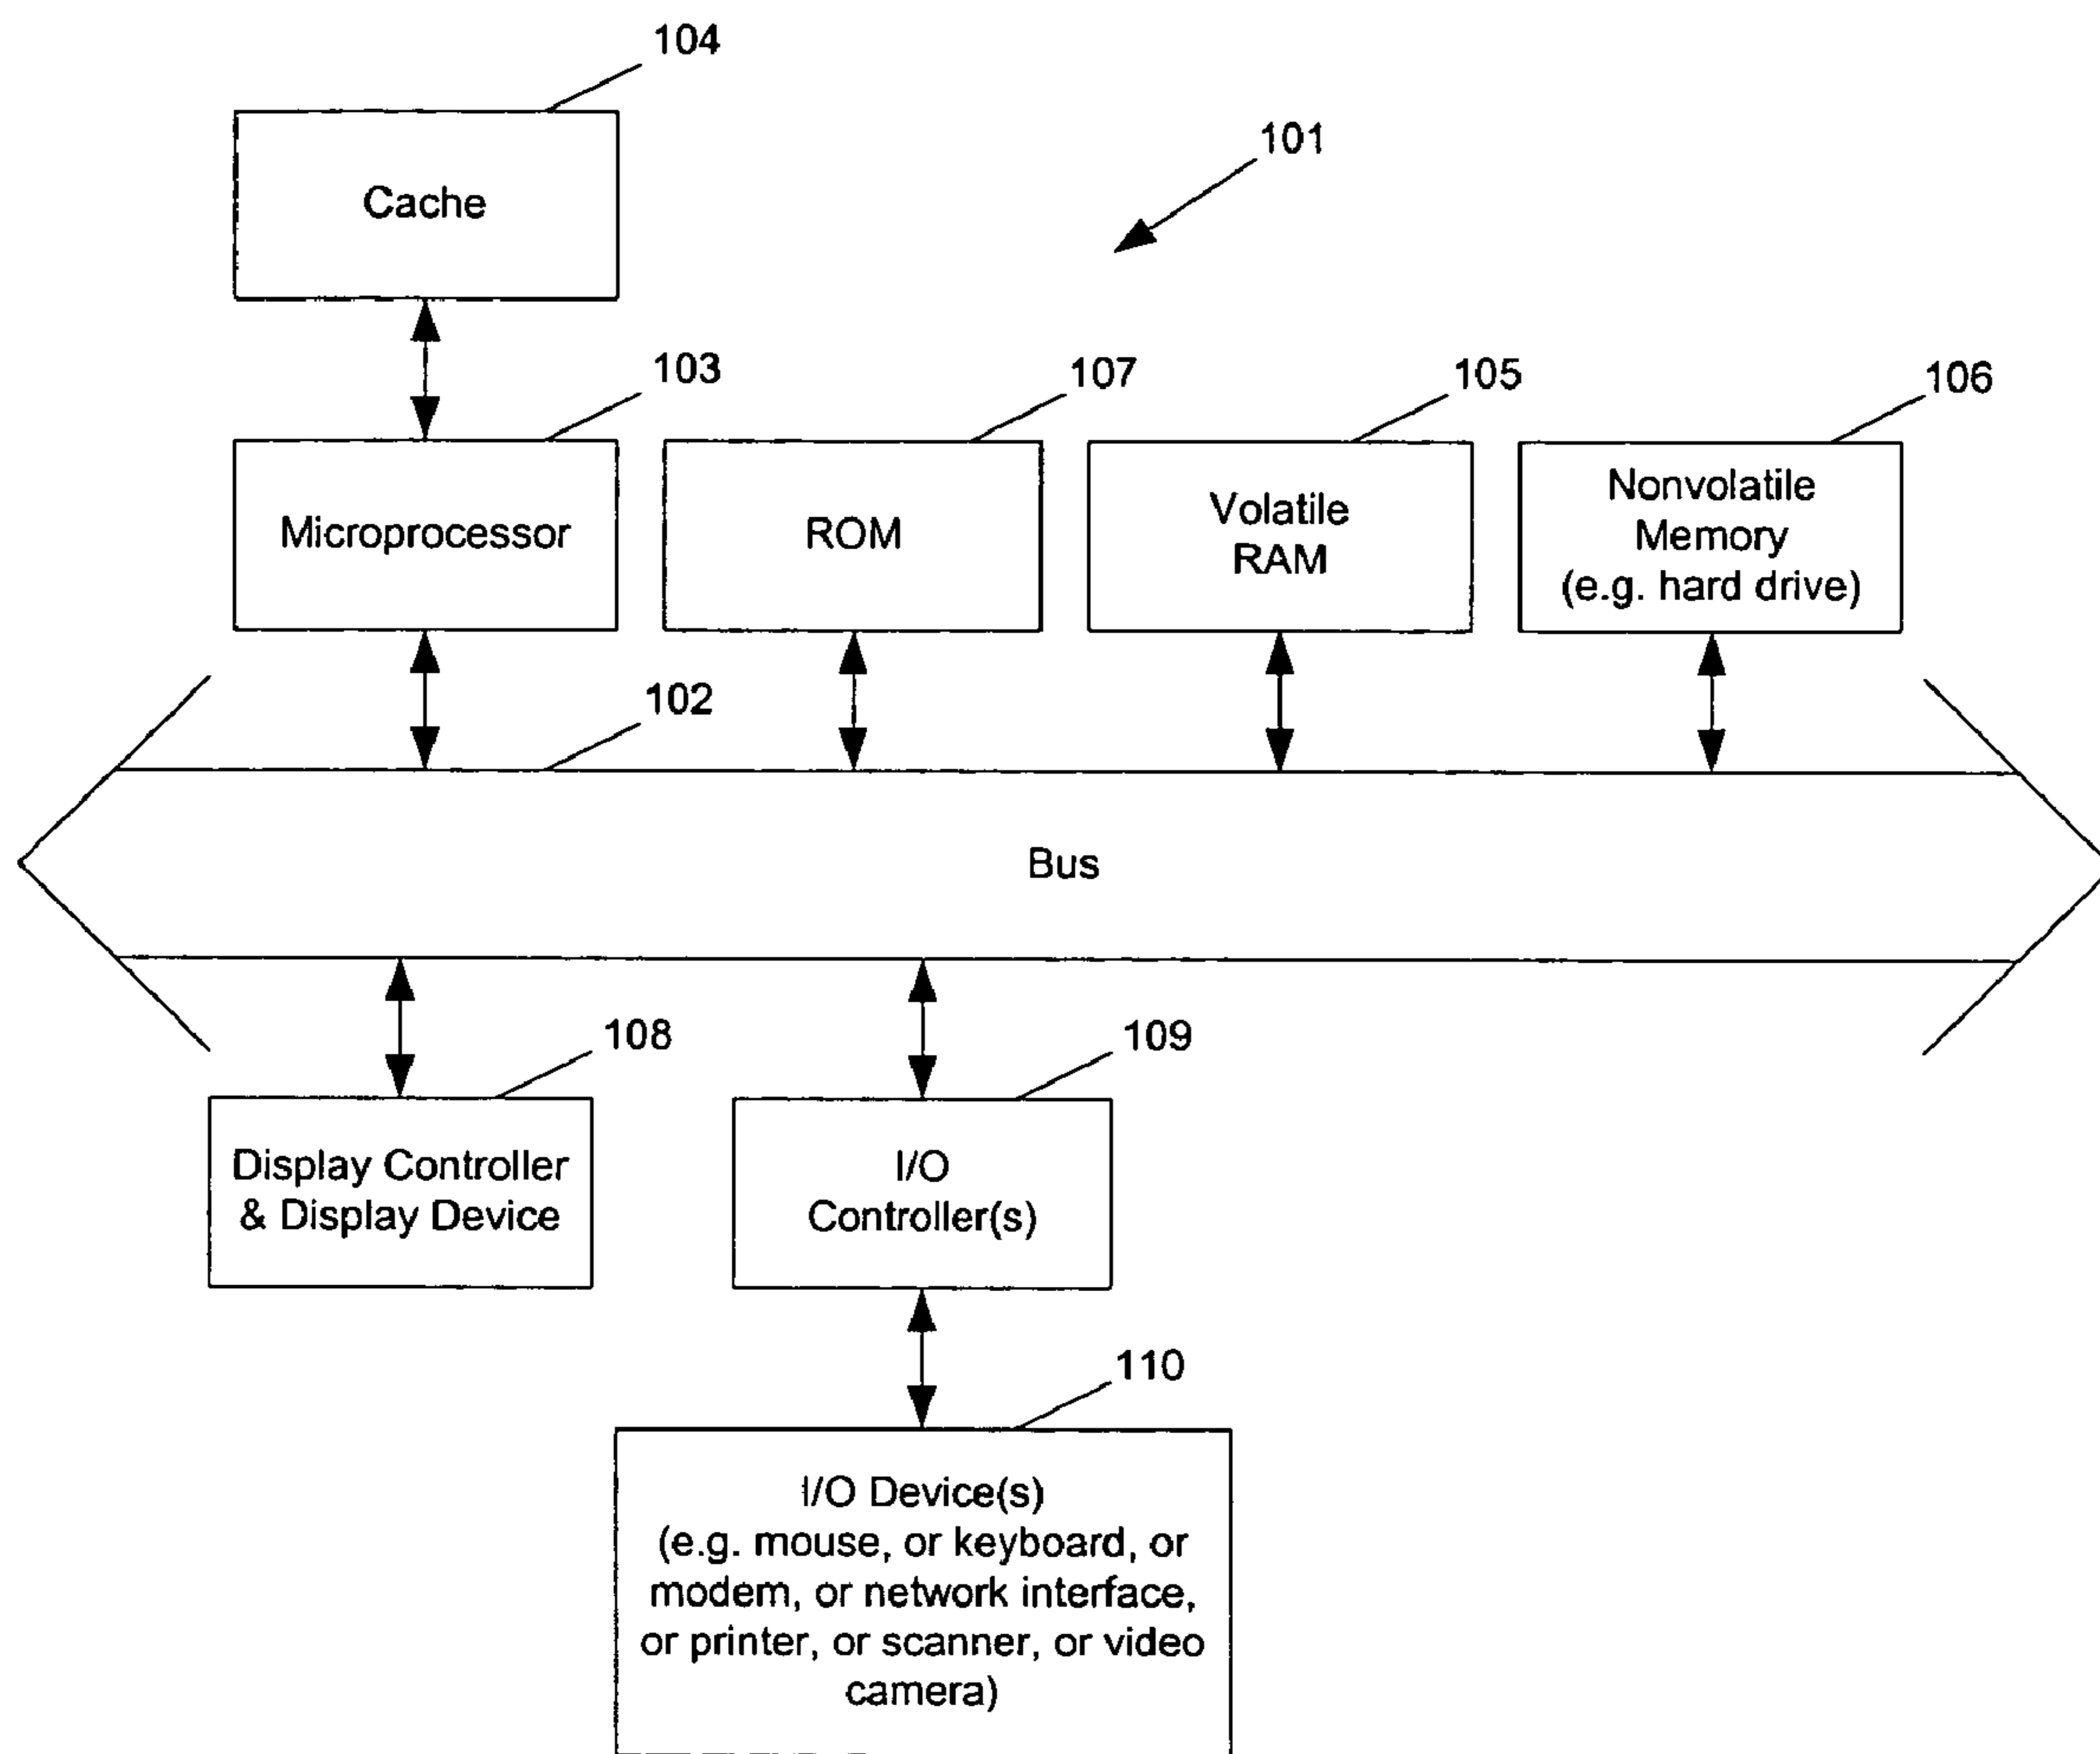 104
101
Cache
103
107
105
106
Microprocessor
ROM
Volatile
RAM
Nonvolatile
Memory
(e.g. hard drive)
102
Bus
108
109
Display Controller
& Display Device
I/O
Controller(s)
110
I/O Device(s)
(e.g. mouse, or keyboard, or
modem, or network interface,
or printer, or scanner, or video
camera)